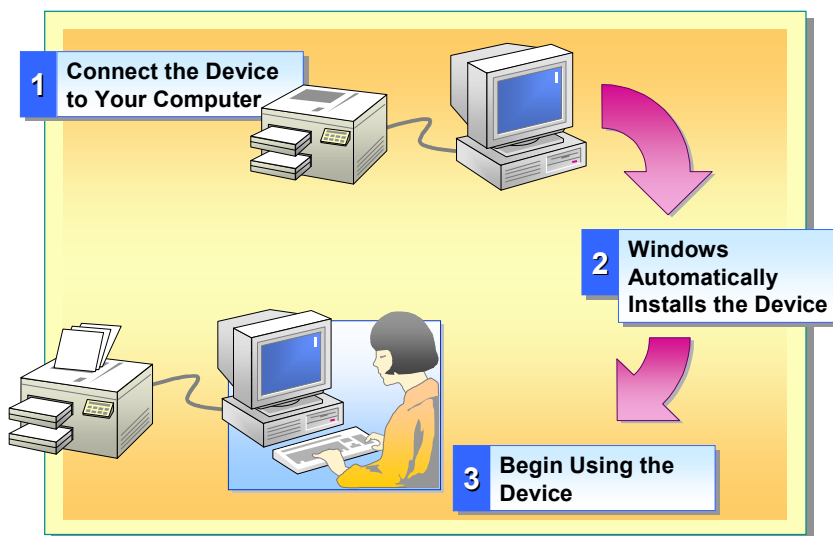 1
Connect the Device
to Your Computer
2
Windows
Automatically
Installs the Device
3
Begin Using the
Device